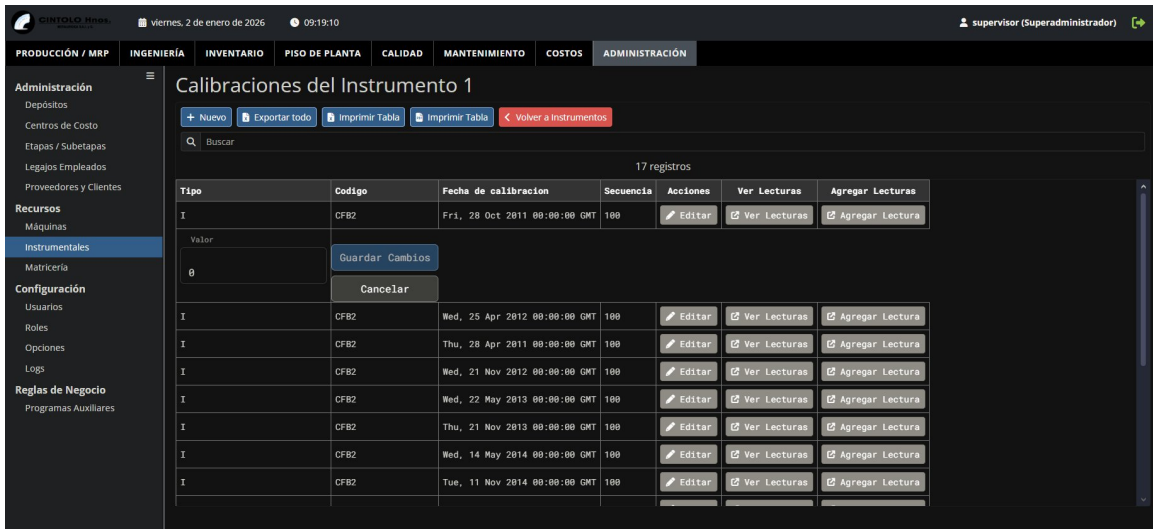 CINTOLO Hnos.
viernes, 2 de enero de 2026
09:19:10
supervisor (Superadministrador)
PRODUCCIÓN / MRP INGENIERÍA INVENTARIO PISO DE PLANTA CALIDAD MANTENIMIENTO COSTOS ADMINISTRACIÓN
Administración
Depósitos
Centros de Costo
Etapas / Subetapas
Legajos Empleados
Proveedores y Clientes
Recursos
Máquinas
Instrumentales
Matricería
Configuración
Usuarios
Roles
Opciones
Logs
Reglas de Negocio
Programas Auxiliares
Calibraciones del Instrumento 1
Nuevo Exportar todo Imprimir Tabla Imprimir Tabla Volver a Instrumentos
Buscar
17 registros
Tipo Codigo Fecha de calibracion Secuencia Acciones Ver Lecturas Agregar Lecturas
I CFB2 Fri, 28 Oct 2011 00:00:00 GMT 100 Editar Ver Lecturas Agregar Lectura
Valor
0
Guardar Cambios
Cancelar
I CFB2 Wed, 25 Apr 2012 00:00:00 GMT 100 Editar Ver Lecturas Agregar Lectura
I CFB2 Thu, 28 Apr 2011 00:00:00 GMT 100 Editar Ver Lecturas Agregar Lectura
I CFB2 Wed, 21 Nov 2012 00:00:00 GMT 100 Editar Ver Lecturas Agregar Lectura
I CFB2 Wed, 22 May 2013 00:00:00 GMT 100 Editar Ver Lecturas Agregar Lectura
I CFB2 Thu, 21 Nov 2013 00:00:00 GMT 100 Editar Ver Lecturas Agregar Lectura
I CFB2 Wed, 14 May 2014 00:00:00 GMT 100 Editar Ver Lecturas Agregar Lectura
I CFB2 Tue, 11 Nov 2014 00:00:00 GMT 100 Editar Ver Lecturas Agregar Lectura